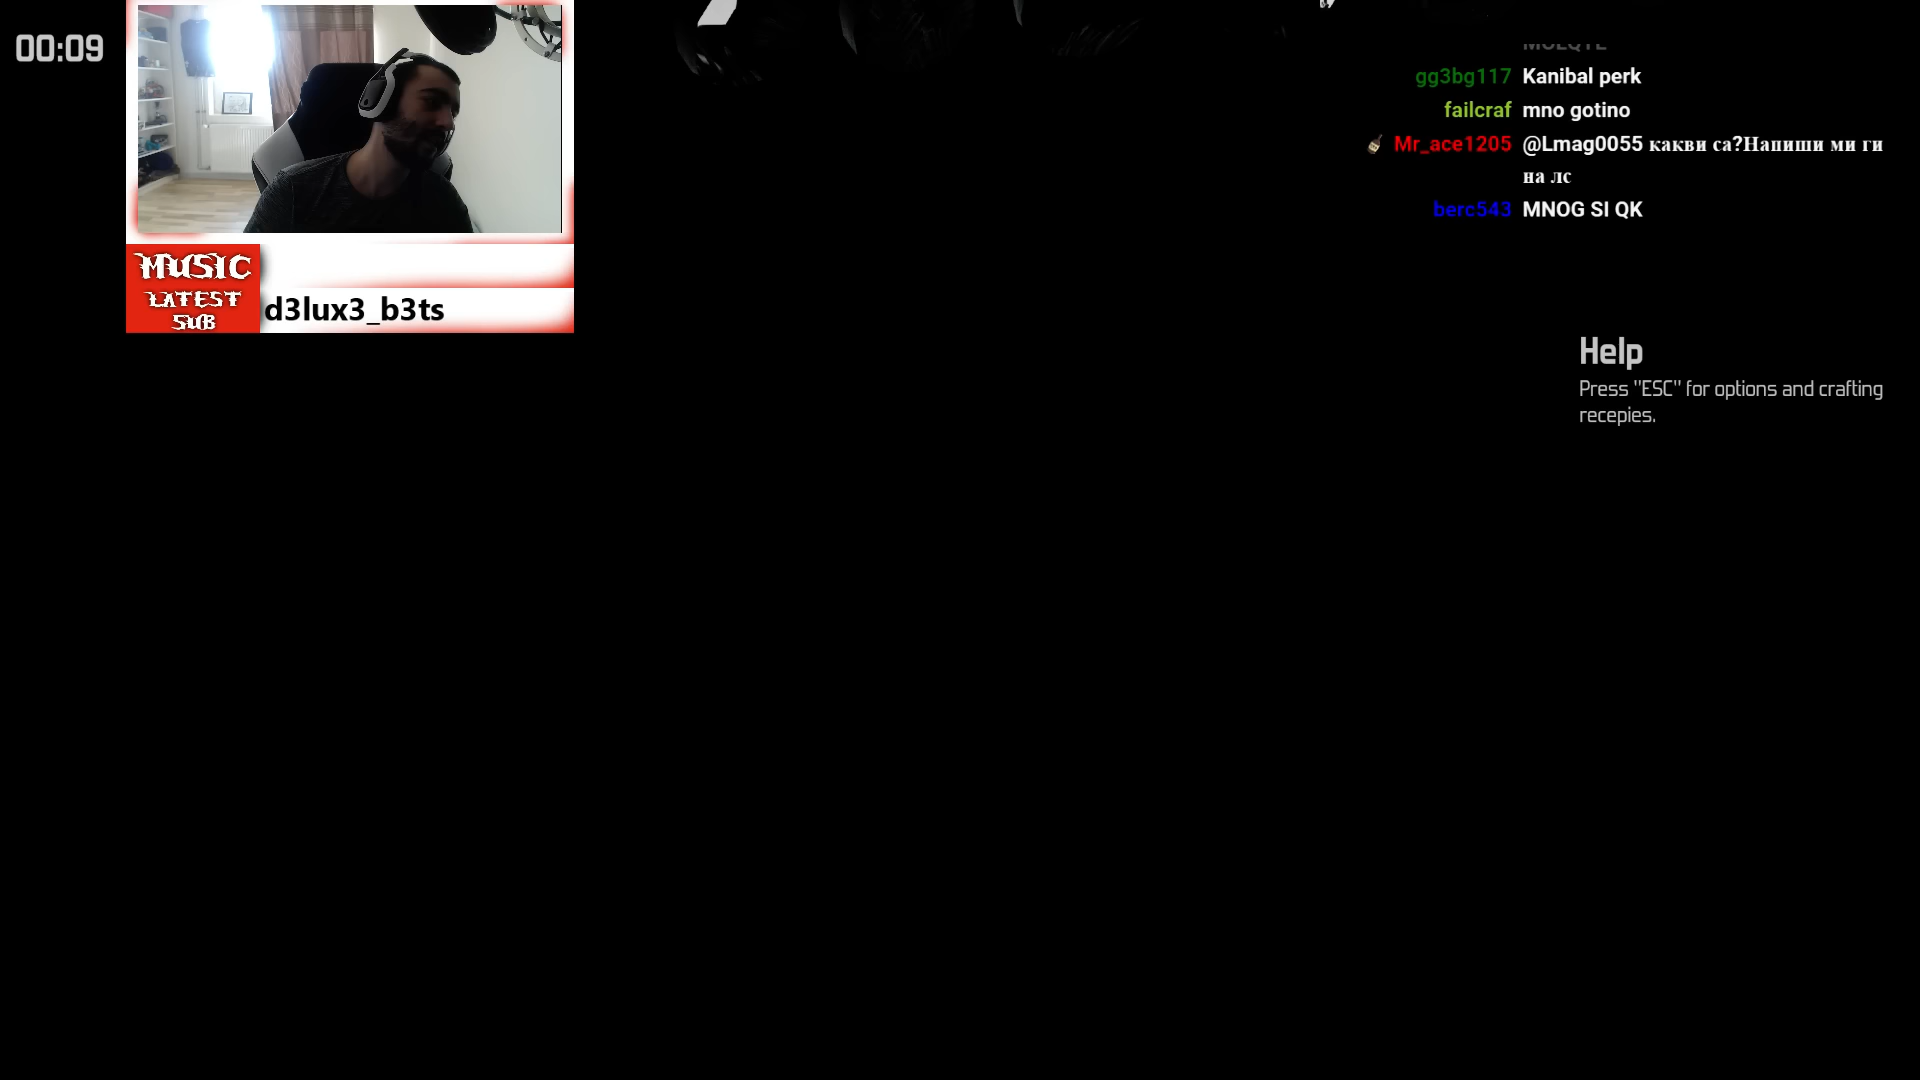 00:09
gg3bg117 Kanibal perk
failcraf mno gotino
Mr_ace1205 @Lmag0055 какви са?Напиши ми ги
на лс
berc543 MNOG SI QK
MUSIC
LATEST
SUB
d3lux3_b3ts
Help
Press "ESC" for options and crafting
recepies.